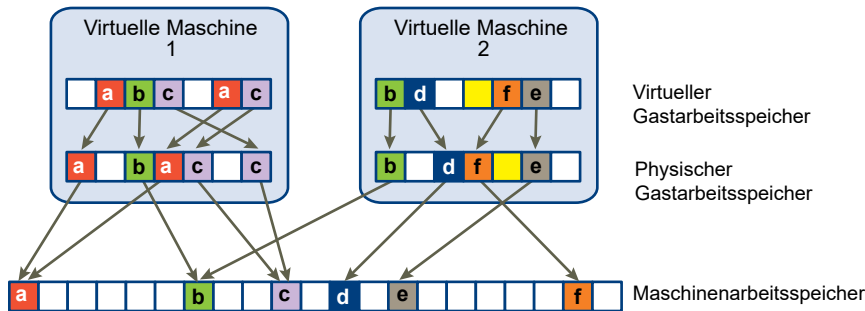 Virtuelle Maschine
1
Virtuelle Maschine
2
a b c a c
b d f e
Virtueller
Gastarbeitsspeicher
a b a c c
b d f e
Physischer
Gastarbeitsspeicher
a b c d e f
Maschinenarbeitsspeicher